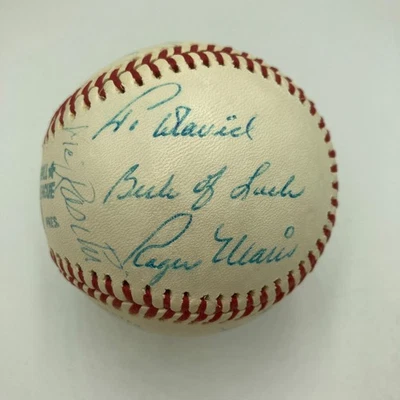 To David
Best of Luck
Roger Maris